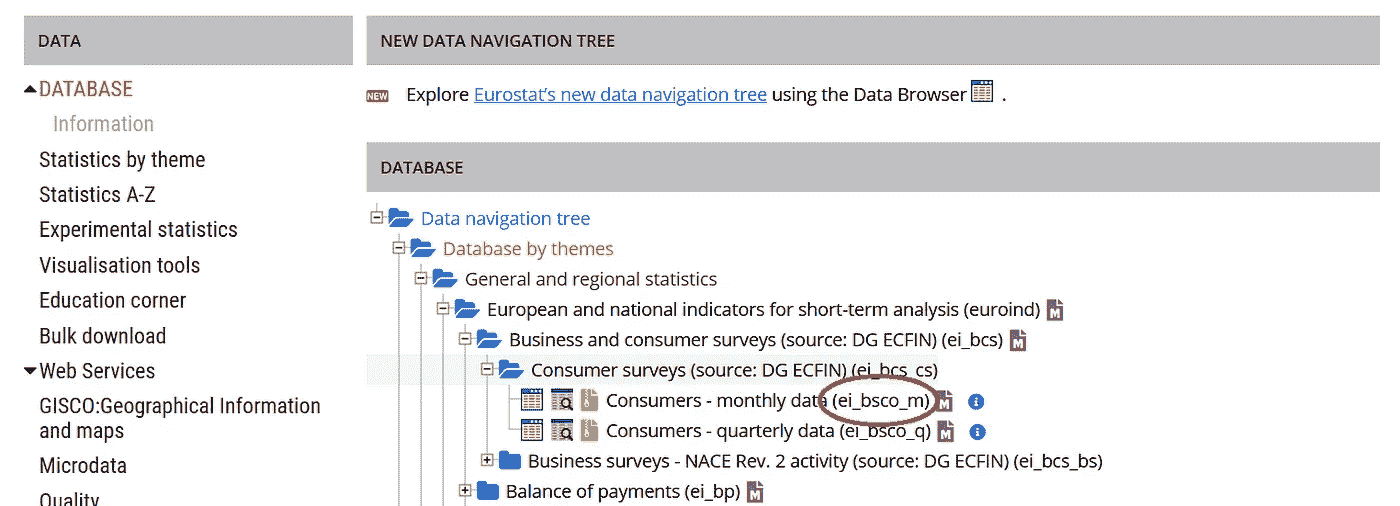 DATA
DATABASE
Information
Statistics by theme
Statistics A-Z
Experimental statistics
Visualisation tools
Education corner
Bulk download
Web Services
GISCO:Geographical Information
and maps
Microdata
Quality
NEW DATA NAVIGATION TREE
NEW Explore Eurostat's new data navigation tree using the Data Browser .
DATABASE
Data navigation tree
Database by themes
General and regional statistics
European and national indicators for short-term analysis (euroind) M
Business and consumer surveys (source: DG ECFIN) (ei_bcs) M
Consumer surveys (source: DG ECFIN) (ei_bcs_cs)
Consumers - monthly data (ei_bsco_m) M i
Consumers - quarterly data (ei_bsco_q) M i
Business surveys - NACE Rev. 2 activity (source: DG ECFIN) (ei_bcs_bs)
Balance of payments (ei_bp) M